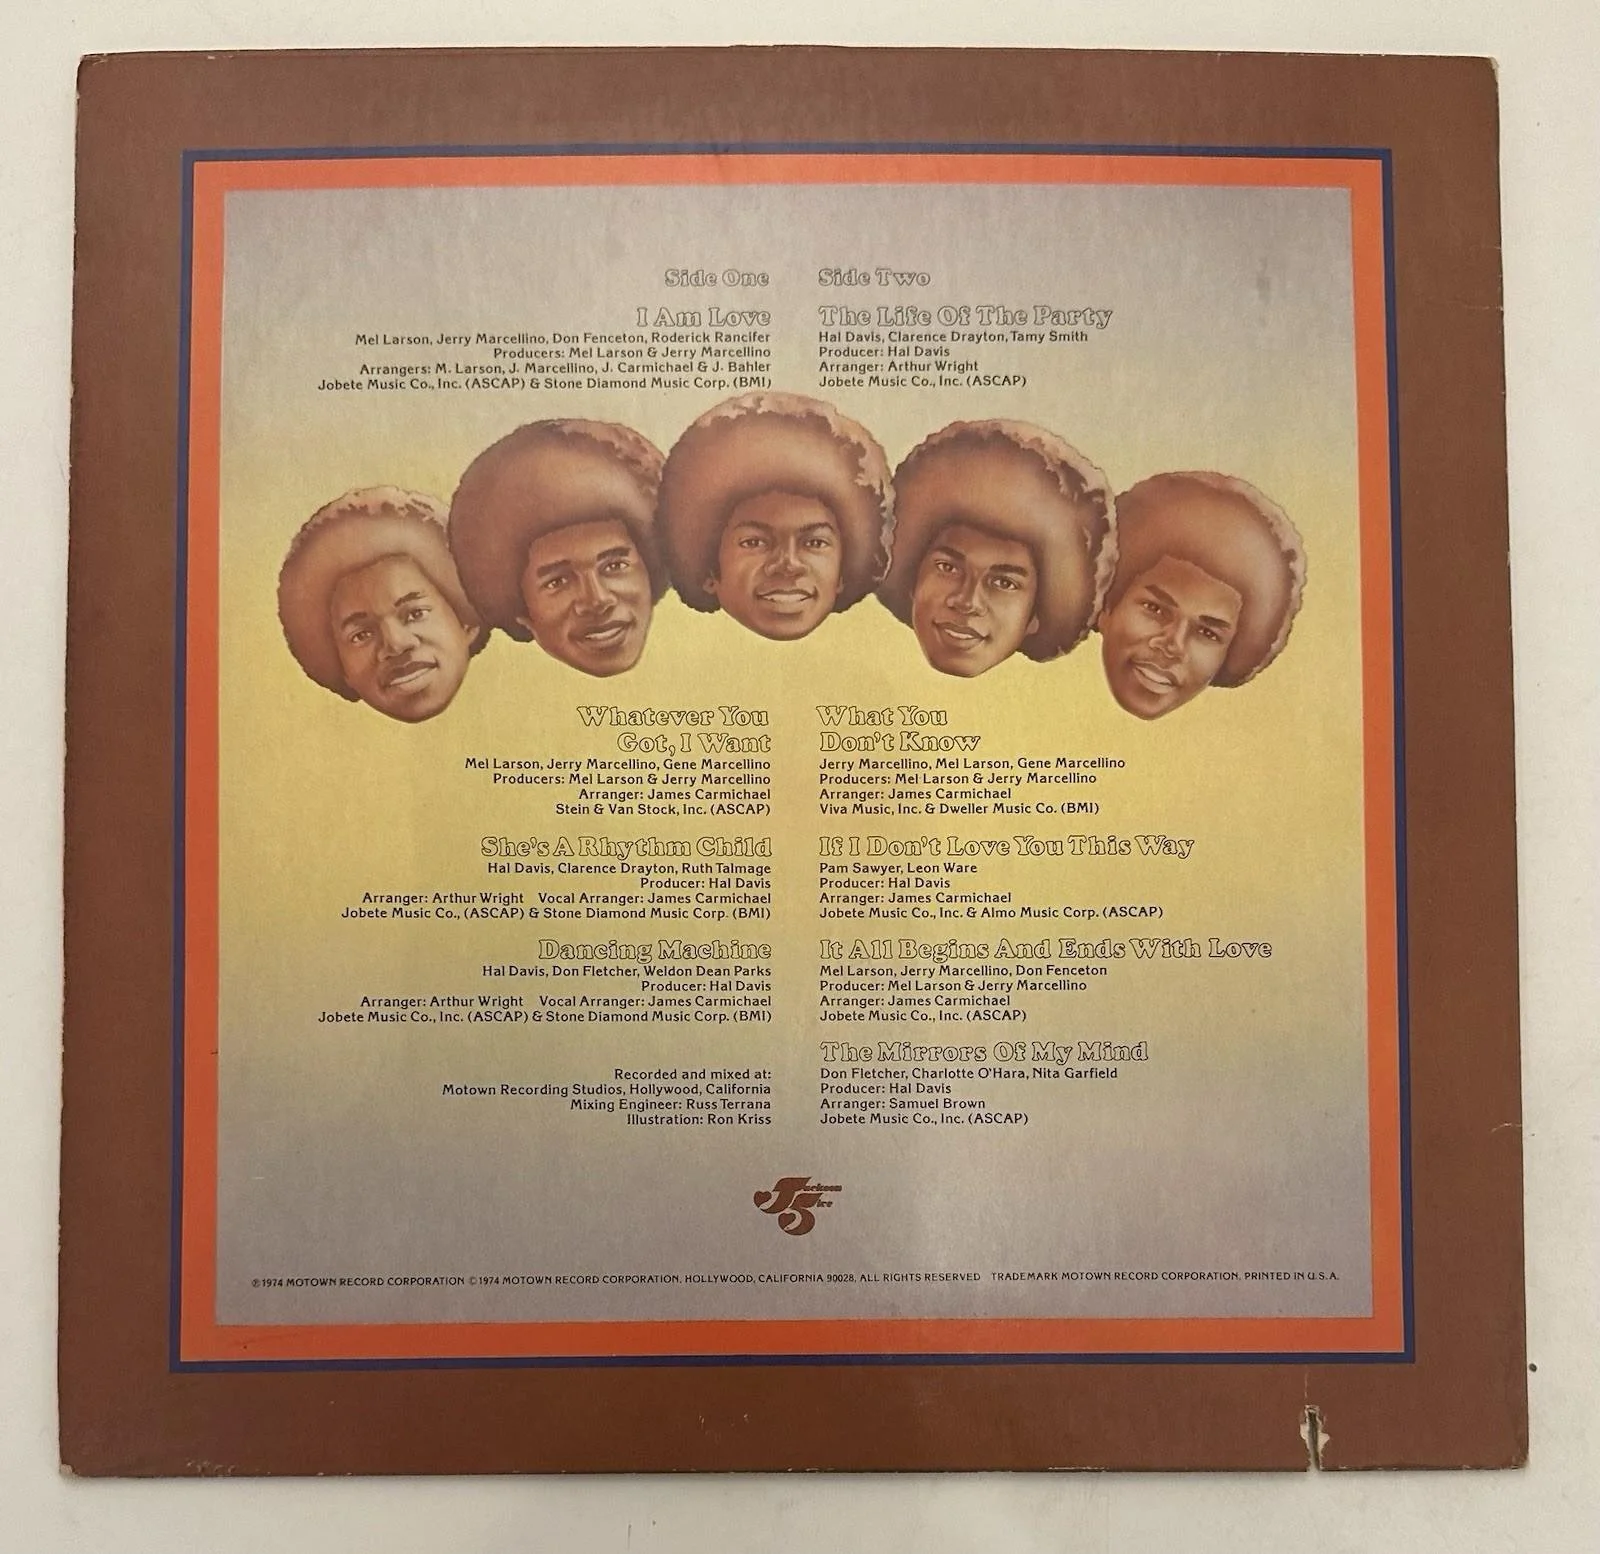 Side One
I Am Love
Mel Larson, Jerry Marcellino, Don Fenceton, Roderick Rancifer
Producers: Mel Larson & Jerry Marcellino
Arrangers: M. Larson, J. Marcellino, J. Carmichael & J. Bahler
Jobete Music Co., Inc. (ASCAP) & Stone Diamond Music Corp. (BMI)
Whatever You
Got, I Want
Mel Larson, Jerry Marcellino, Gene Marcellino
Producers: Mel Larson & Jerry Marcellino
Arranger: James Carmichael
Stein & Van Stock, Inc. (ASCAP)
She's A Rhythm Child
Hal Davis, Clarence Drayton, Ruth Talmage
Producer: Hal Davis
Arranger: Arthur Wright Vocal Arranger: James Carmichael
Jobete Music Co., (ASCAP) & Stone Diamond Music Corp. (BMI)
Dancing Machine
Hal Davis, Don Fletcher, Weldon Dean Parks
Producer: Hal Davis
Arranger: Arthur Wright Vocal Arranger: James Carmichael
Jobete Music Co., Inc. (ASCAP) & Stone Diamond Music Corp. (BMI)
Recorded and mixed at:
Motown Recording Studios, Hollywood, California
Mixing Engineer: Russ Terrana
Illustration: Ron Kriss
Side Two
The Life Of The Party
Hal Davis, Clarence Drayton, Tamy Smith
Producer: Hal Davis
Arranger: Arthur Wright
Jobete Music Co., Inc. (ASCAP)
What You
Don't Know
Jerry Marcellino, Mel Larson, Gene Marcellino
Producers: Mel Larson & Jerry Marcellino
Arranger: James Carmichael
Viva Music, Inc. & Dweller Music Co. (BMI)
If I Don't Love You This Way
Pam Sawyer, Leon Ware
Producer: Hal Davis
Arranger: James Carmichael
Jobete Music Co., Inc. & Almo Music Corp. (ASCAP)
It All Begins And Ends With Love
Mel Larson, Jerry Marcellino, Don Fenceton
Producer: Mel Larson & Jerry Marcellino
Arranger: James Carmichael
Jobete Music Co., Inc. (ASCAP)
The Mirrors Of My Mind
Don Fletcher, Charlotte O'Hara, Nita Garfield
Producer: Hal Davis
Arranger: Samuel Brown
Jobete Music Co., Inc. (ASCAP)
Jackson
5ive
℗1974 MOTOWN RECORD CORPORATION ©1974 MOTOWN RECORD CORPORATION, HOLLYWOOD, CALIFORNIA 90028, ALL RIGHTS RESERVED TRADEMARK MOTOWN RECORD CORPORATION. PRINTED IN U.S.A.